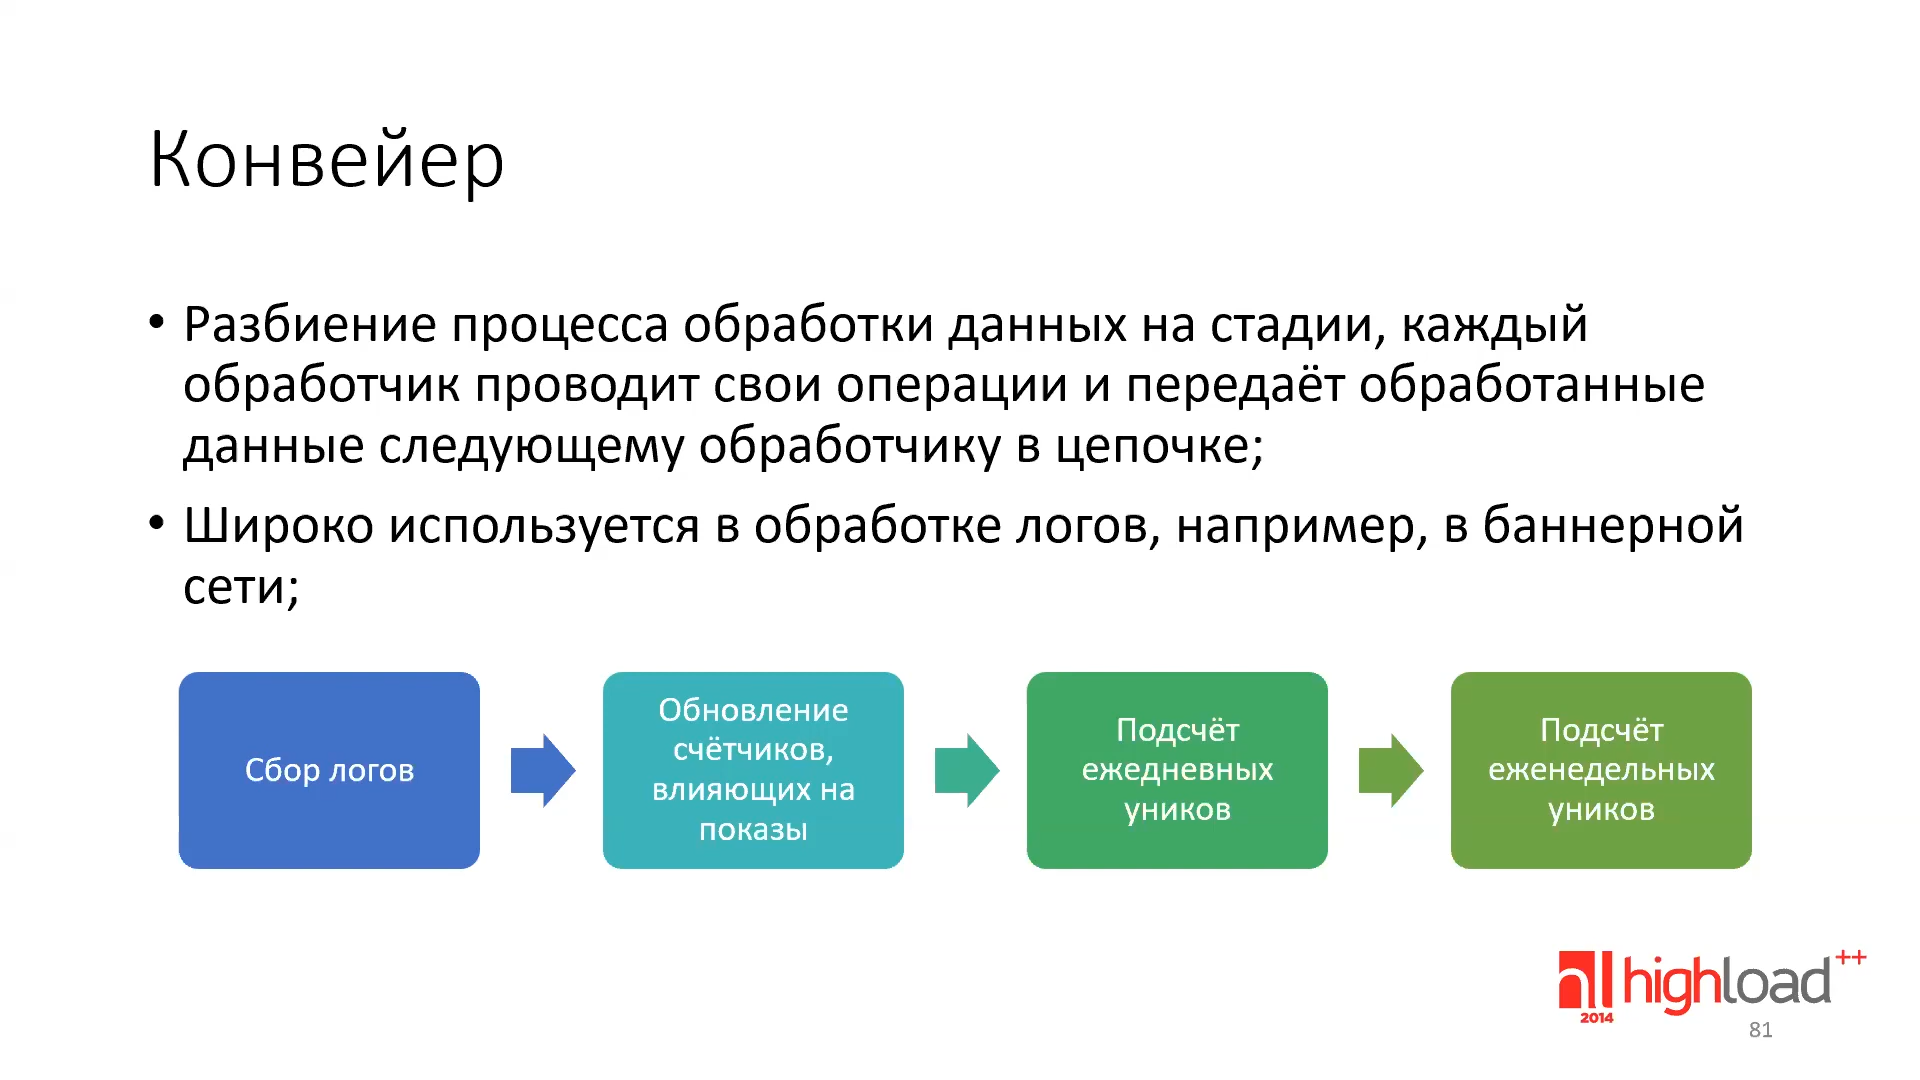 Конвейер
• Разбиение процесса обработки данных на стадии, каждый
обработчик проводит свои операции и передаёт обработанные
данные следующему обработчику в цепочке;
• Широко используется в обработке логов, например, в баннерной
сети;
Сбор логов
Обновление
счётчиков,
влияющих на
показы
Подсчёт
ежедневных
уников
Подсчёт
еженедельных
уников
highload++
2014
81